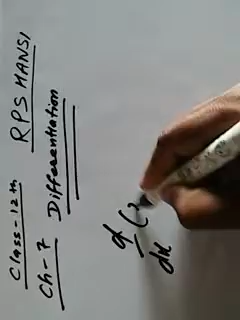 Class-12th RPS MANSI
Ch-7 Differentiation
d/dx (